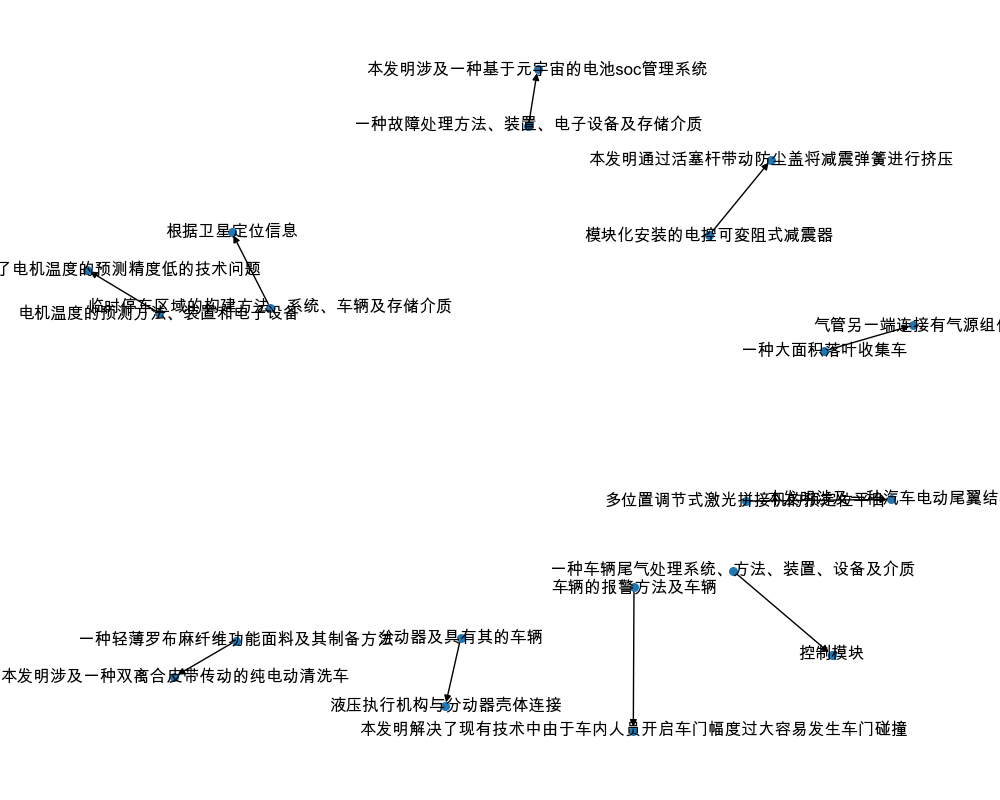 本发明涉及一种基于元宇宙的电池soc管理系统
一种故障处理方法、装置、电子设备及存储介质
本发明通过活塞杆带动防尘盖将减震弹簧进行挤压
根据卫星定位信息
模块化安装的电控可变阻式减震器
了电机温度的预测精度低的技术问题
临时停车区域的构建方法、系统、车辆及存储介质
电机温度的预测方法、装置和电子设备
气管另一端连接有气源组
一种大面积落叶收集车
多位置调节式激光拼接机的预定位平台
本发明涉及一种汽车电动尾翼结
一种车辆尾气处理系统、方法、装置、设备及介质
车辆的报警方法及车辆
一种轻薄罗布麻纤维功能面料及其制备方法
分动器及具有其的车辆
控制模块
本发明涉及一种双离合皮带传动的纯电动清洗车
液压执行机构与分动器壳体连接
本发明解决了现有技术中由于车内人员开启车门幅度过大容易发生车门碰撞